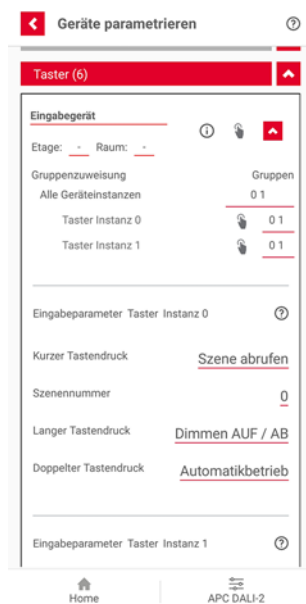 Geräte parametrieren
Taster (6)
Eingabegerät
Etage: - Raum: -
Gruppenzuweisung Gruppen
Alle Geräteinstanzen 0 1
Taster Instanz 0 0 1
Taster Instanz 1 0 1
Eingabeparameter Taster Instanz 0
Kurzer Tastendruck Szene abrufen
Szenennummer 0
Langer Tastendruck Dimmen AUF / AB
Doppelter Tastendruck Automatikbetrieb
Eingabeparameter Taster Instanz 1
Home APC DALI-2